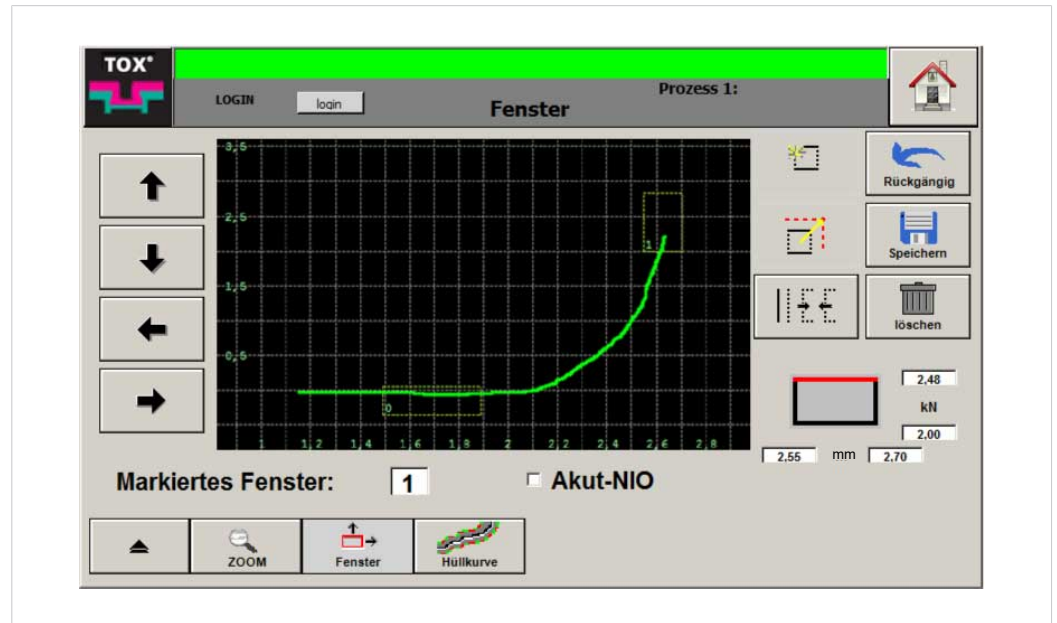 TOX®
LOGIN
login
Fenster
Prozess 1:
3,5
2,5
1,5
0,5
1
0
1 1,2 1,4 1,6 1,8 2 2,2 2,4 2,6 2,8
Rückgängig
Speichern
löschen
2,48
kN
2,00
2,55 mm 2,70
Markiertes Fenster: 1 Akut-NIO
ZOOM
Fenster
Hüllkurve